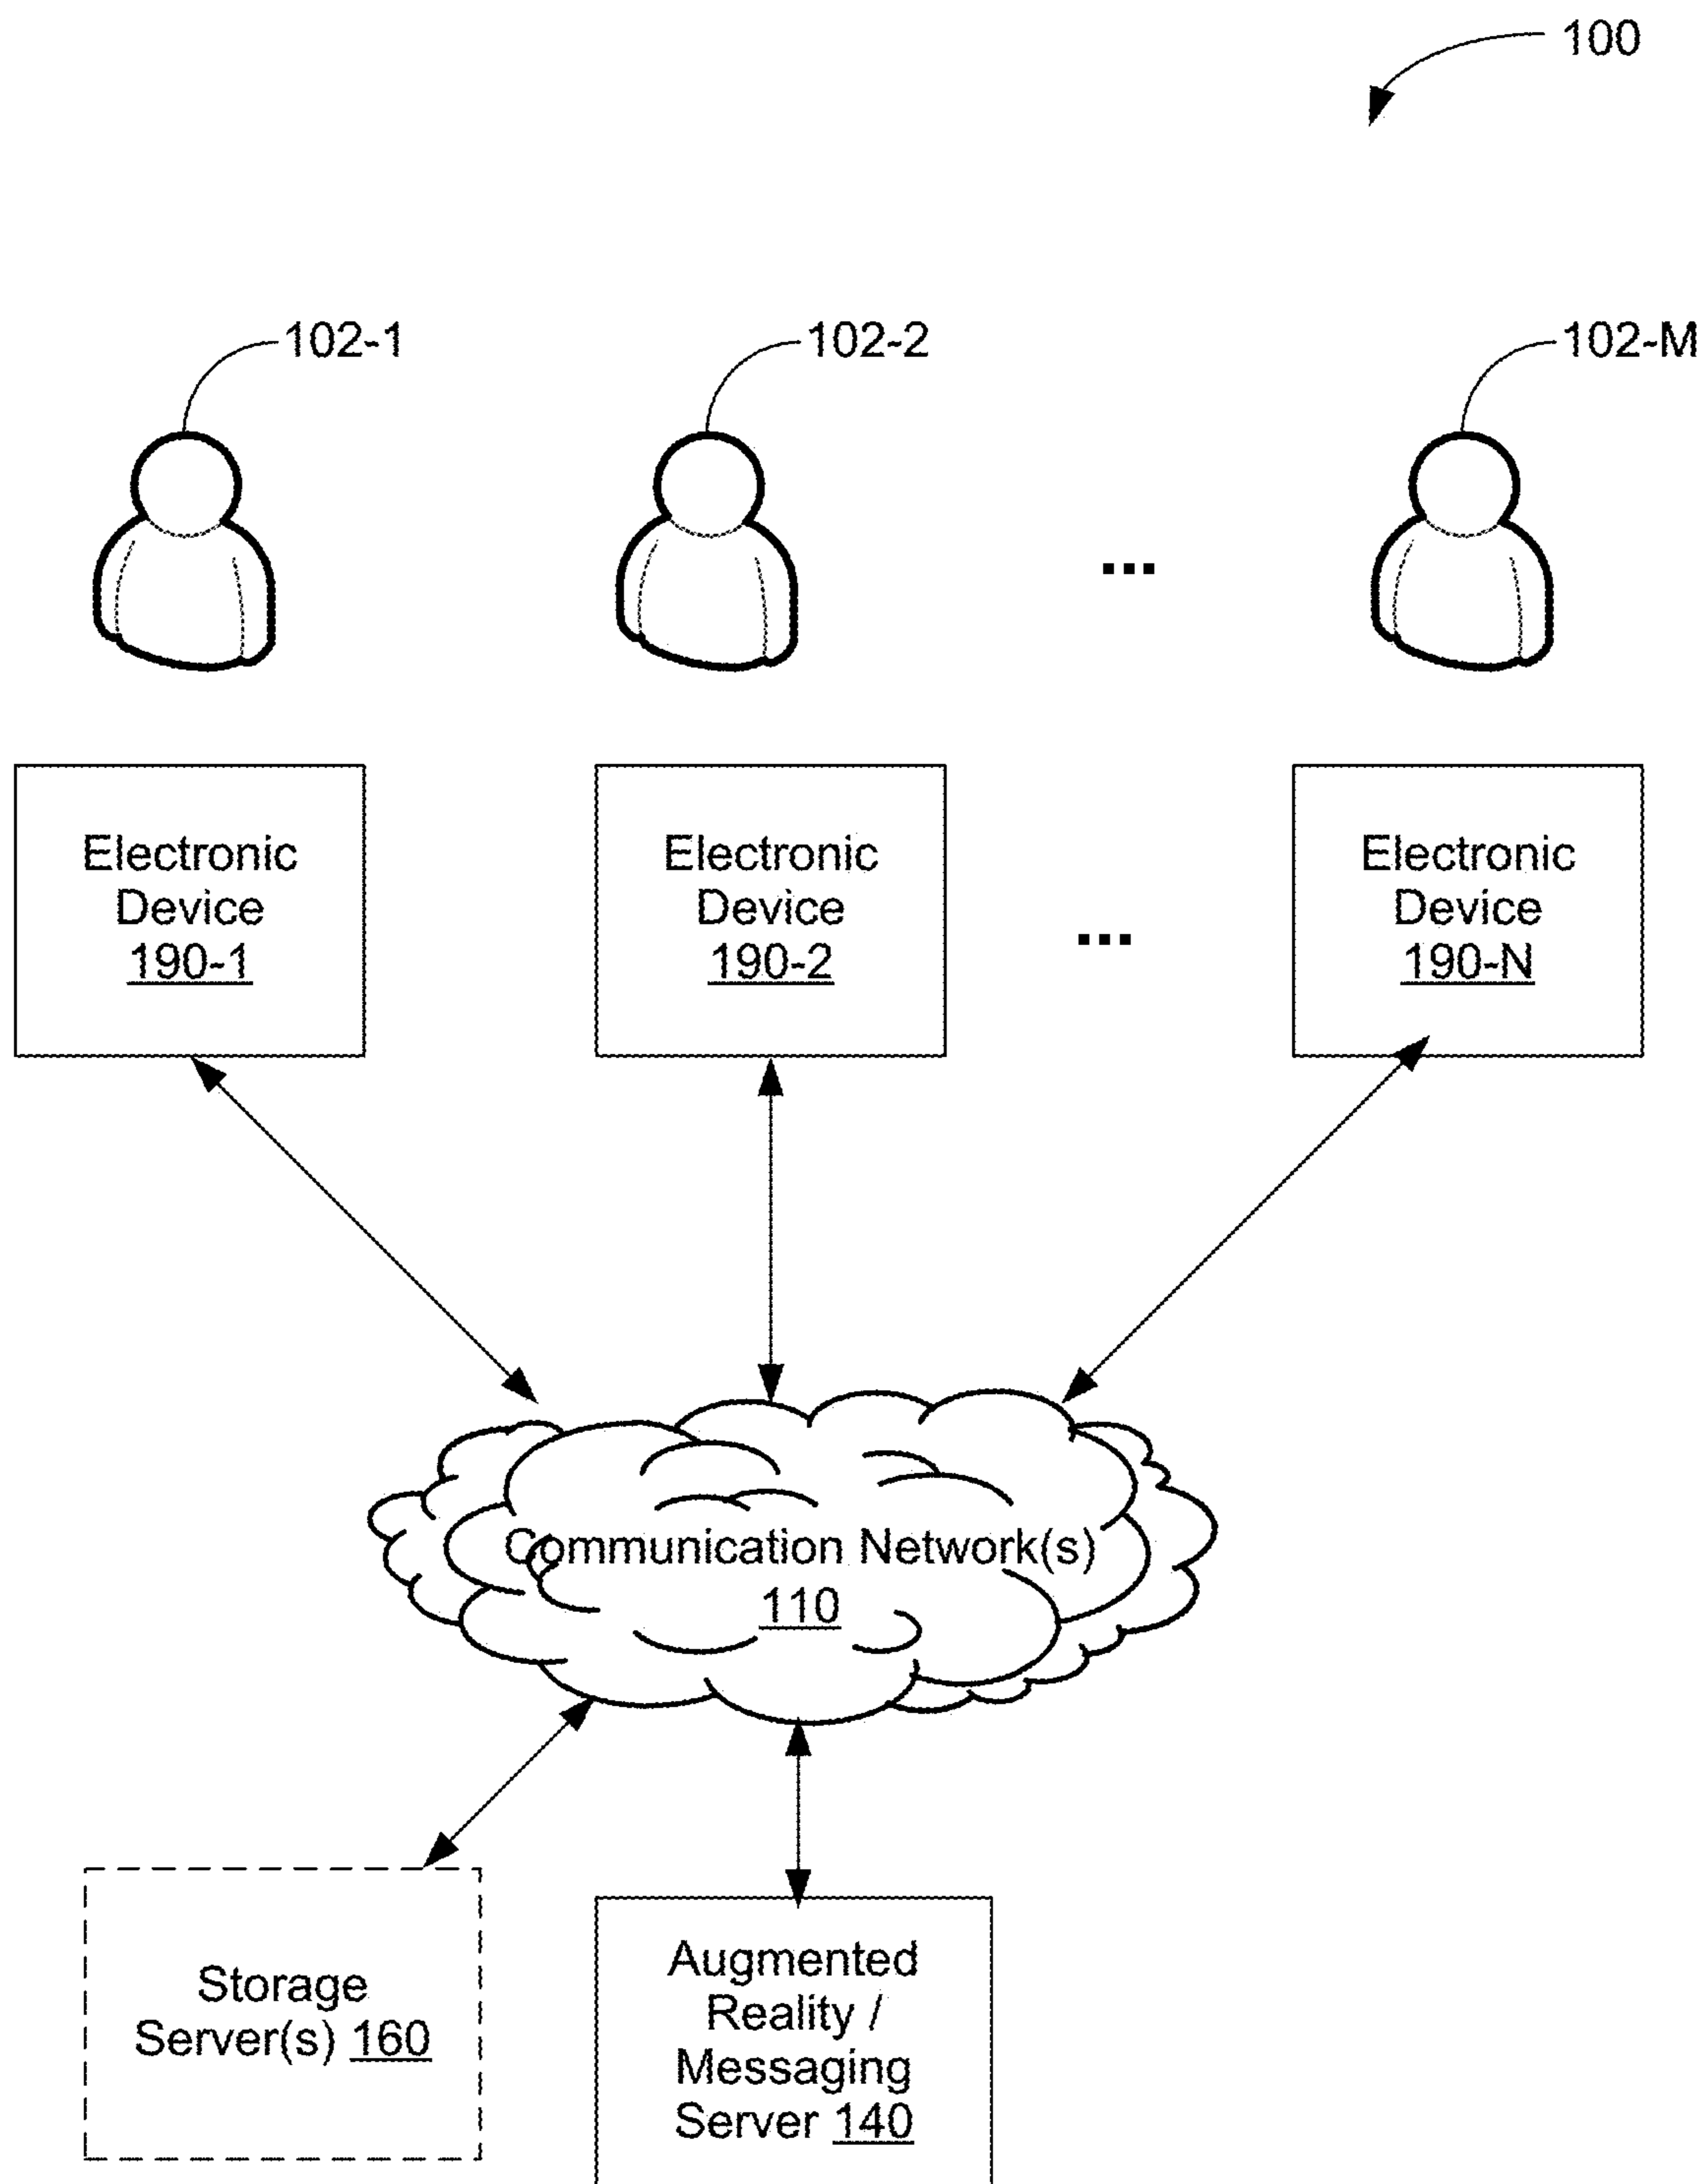 100
102-1
102-2
102-M
...
Electronic
Device
190-1
Electronic
Device
190-2
...
Electronic
Device
190-N
Communication Network(s)
110
Storage
Server(s) 160
Augmented
Reality /
Messaging
Server 140